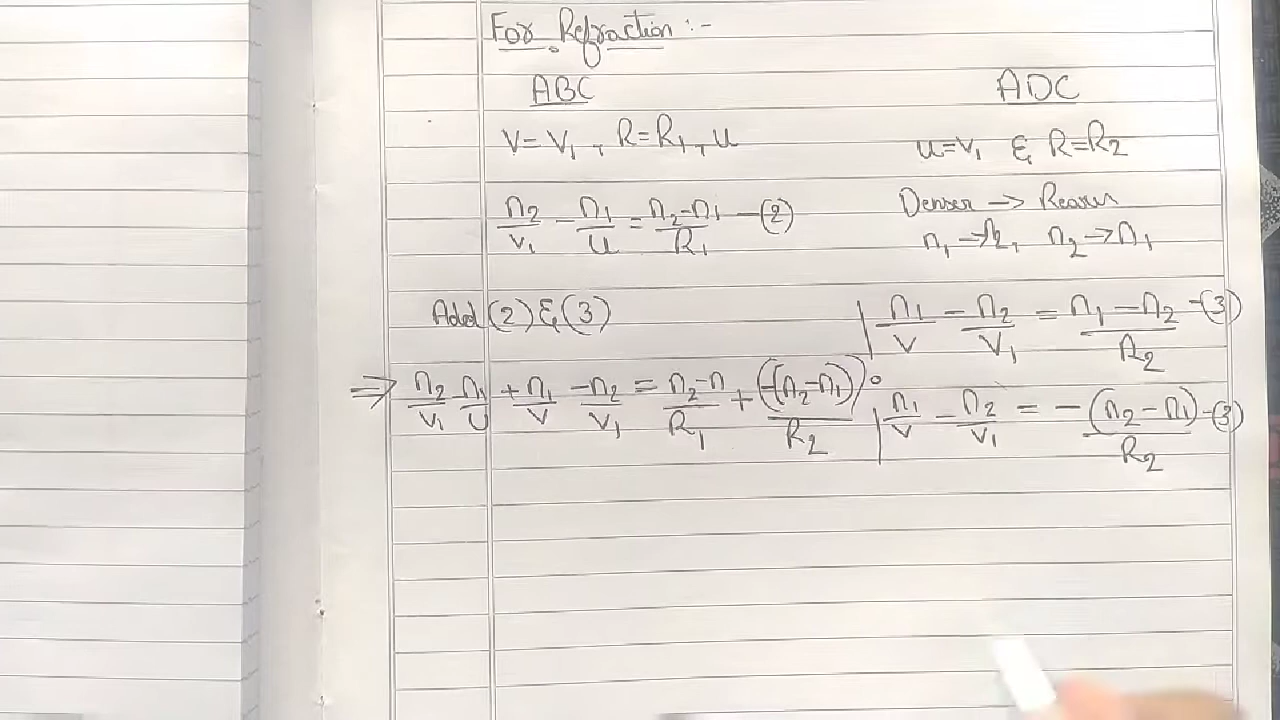 For Refraction :-
ABC
V = V₁ , R = R₁ , u
n₂/v₁ - n₁/u = n₂-n₁/R₁ -(2)
ADC
u=v₁ & R=R₂
Denser -> Rearer
n₁ -> n₂, n₂ -> n₁
n₁/v - n₂/v₁ = n₁-n₂/R₂ -(3)
n₁/v - n₂/v₁ = -(n₂-n₁)/R₂ -(3)
Add (2) & (3)
=> n₂/v₁ - n₁/u + n₁/v - n₂/v₁ = n₂-n/R₁ + (-(n₂-n₁))/R₂